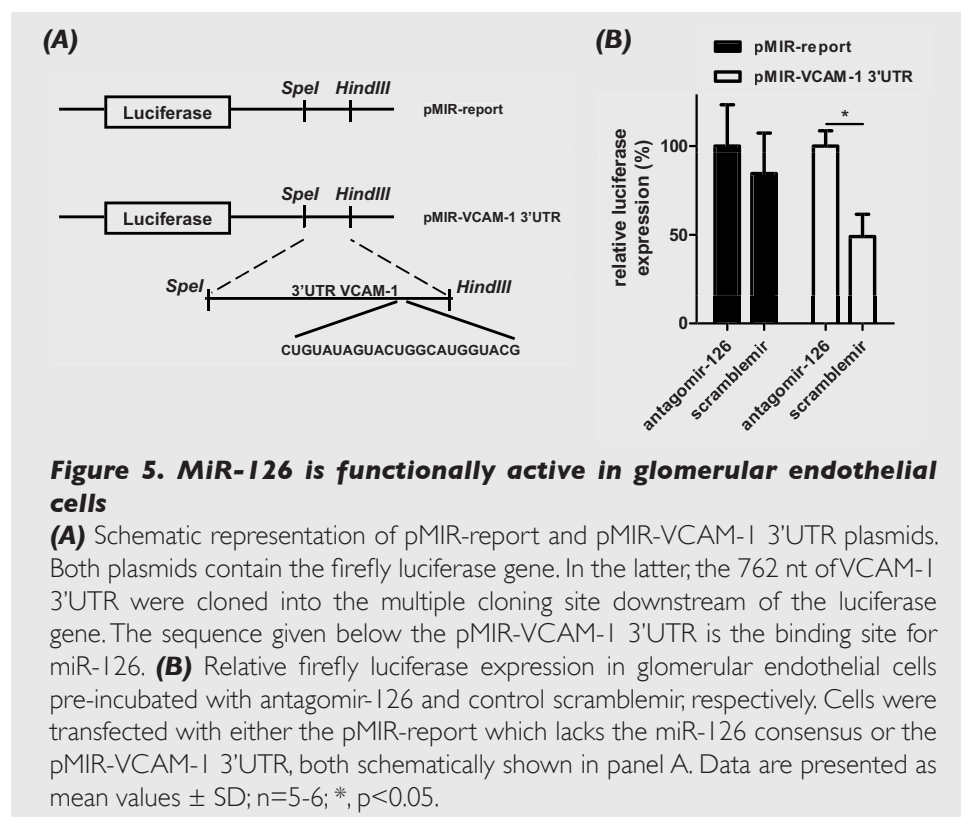 (A)
SpeI HindIII
Luciferase
pMIR-report
SpeI HindIII
Luciferase
pMIR-VCAM-1 3'UTR
SpeI
3'UTR VCAM-1
HindIII
CUGUAUAGUACUGGCAUGGUACG
(B)
pMIR-report
pMIR-VCAM-1 3'UTR
relative luciferase
expression (%)
100
50
0
*
antagomir-126
scramblemir
antagomir-126
scramblemir
Figure 5. MiR-126 is functionally active in glomerular endothelial
cells
(A) Schematic representation of pMIR-report and pMIR-VCAM-1 3'UTR plasmids.
Both plasmids contain the firefly luciferase gene. In the latter, the 762 nt of VCAM-1
3'UTR were cloned into the multiple cloning site downstream of the luciferase
gene. The sequence given below the pMIR-VCAM-1 3'UTR is the binding site for
miR-126. (B) Relative firefly luciferase expression in glomerular endothelial cells
pre-incubated with antagomir-126 and control scramblemir, respectively. Cells were
transfected with either the pMIR-report which lacks the miR-126 consensus or the
pMIR-VCAM-1 3'UTR, both schematically shown in panel A. Data are presented as
mean values ± SD; n=5-6; *, p<0.05.